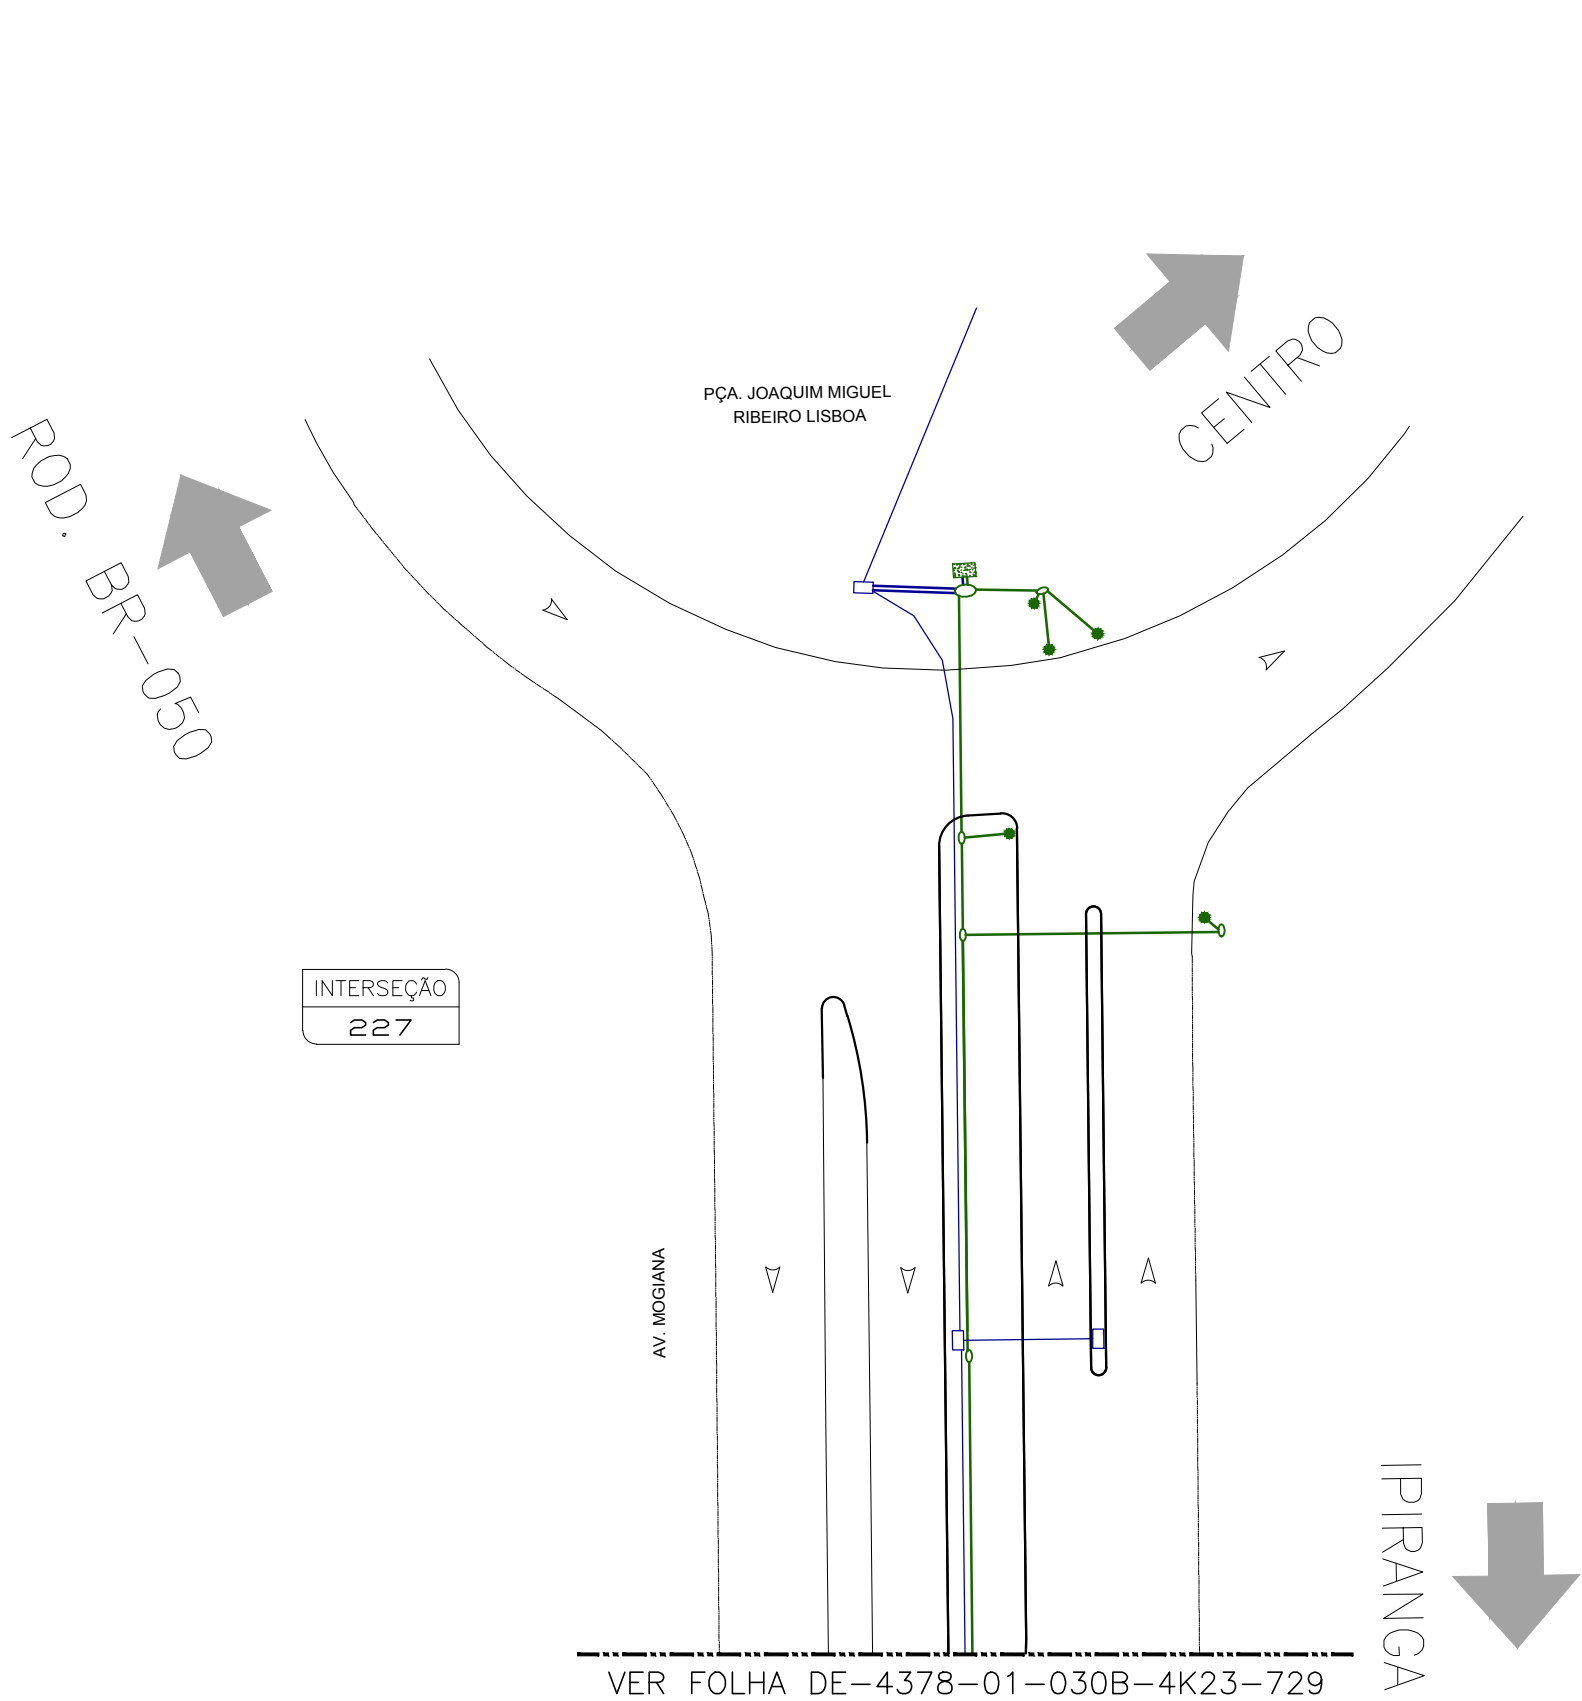 PÇA. JOAQUIM MIGUEL
RIBEIRO LISBOA
CENTRO
ROD. BR-050
INTERSEÇÃO
227
AV. MOGIANA
IPIRANGA
VER FOLHA DE-4378-01-030B-4K23-729